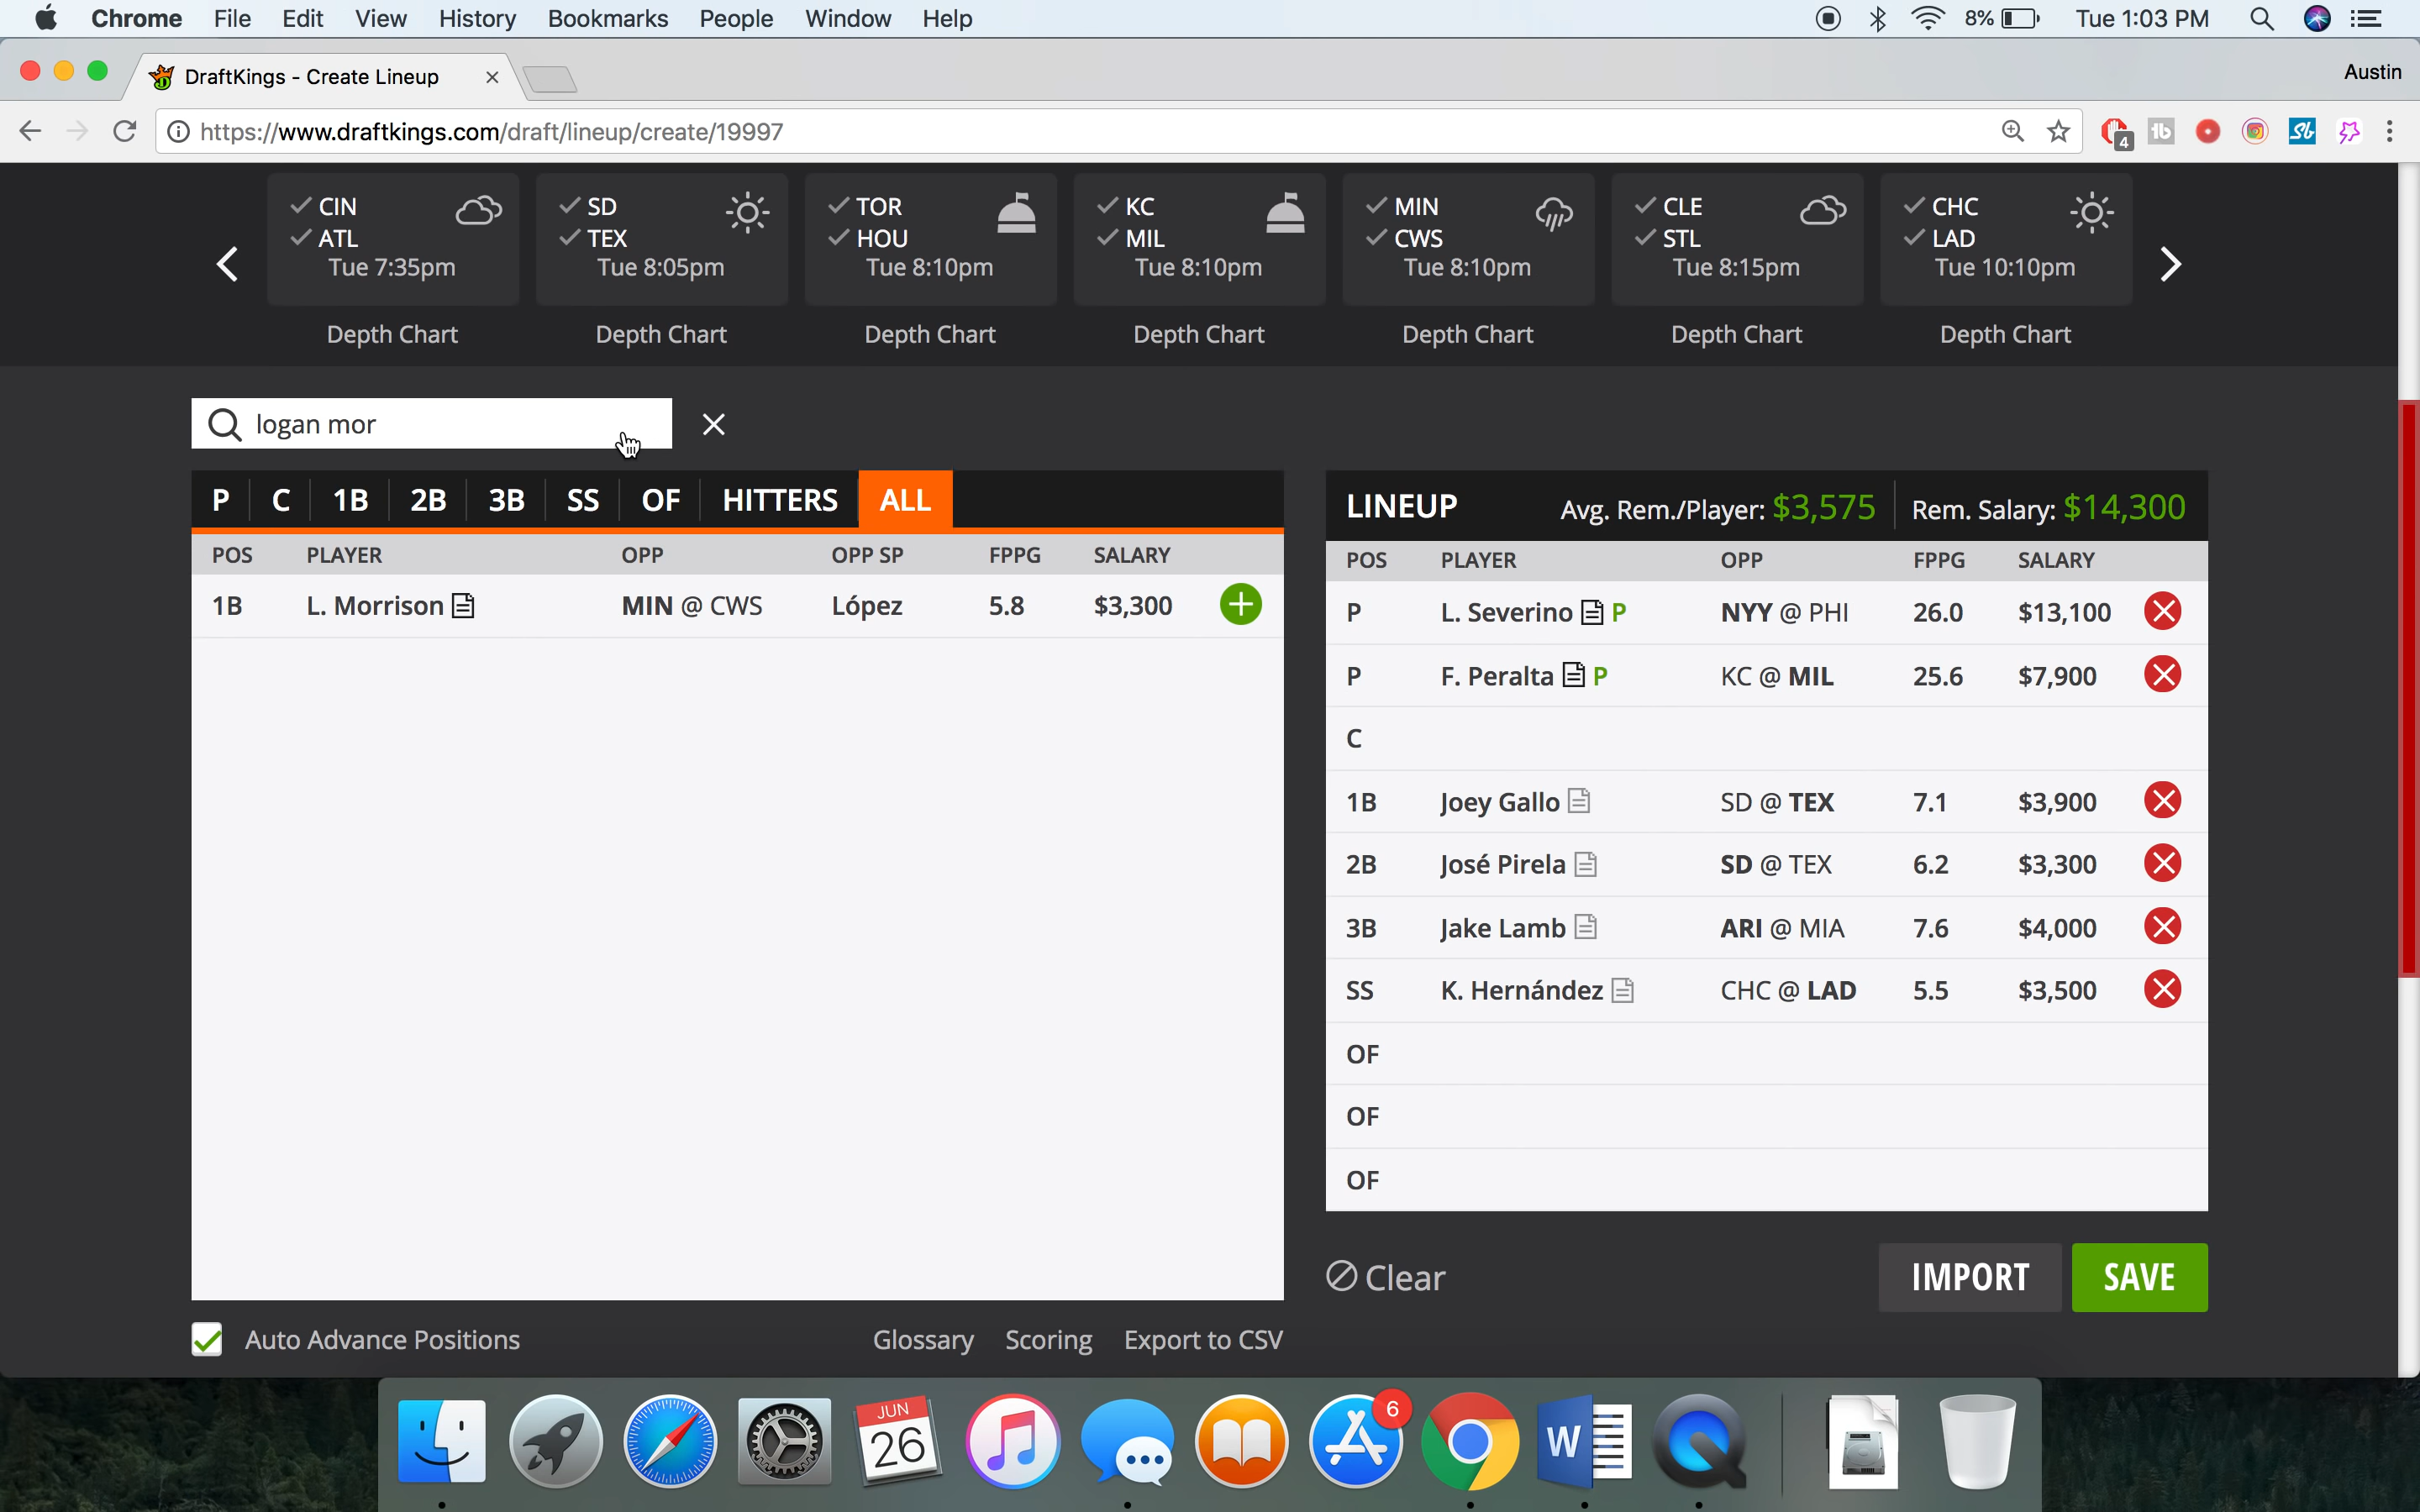 Chrome File Edit View History Bookmarks People Window Help 8% Tue 1:03 PM
DraftKings - Create Lineup Austin
https://www.draftkings.com/draft/lineup/create/19997 4 tb Sb
CIN SD TOR KC MIN CLE CHC
ATL TEX HOU MIL CWS STL LAD
Tue 7:35pm Tue 8:05pm Tue 8:10pm Tue 8:10pm Tue 8:10pm Tue 8:15pm Tue 10:10pm
Depth Chart Depth Chart Depth Chart Depth Chart Depth Chart Depth Chart Depth Chart
logan mor
P C 1B 2B 3B SS OF HITTERS ALL
POS PLAYER OPP OPP SP FPPG SALARY
1B L. Morrison MIN @ CWS López 5.8 $3,300
LINEUP Avg. Rem./Player: $3,575 Rem. Salary: $14,300
POS PLAYER OPP FPPG SALARY
P L. Severino P NYY @ PHI 26.0 $13,100
P F. Peralta P KC @ MIL 25.6 $7,900
C
1B Joey Gallo SD @ TEX 7.1 $3,900
2B José Pirela SD @ TEX 6.2 $3,300
3B Jake Lamb ARI @ MIA 7.6 $4,000
SS K. Hernández CHC @ LAD 5.5 $3,500
OF
OF
OF
Clear IMPORT SAVE
Auto Advance Positions Glossary Scoring Export to CSV
JUN
26
6
W